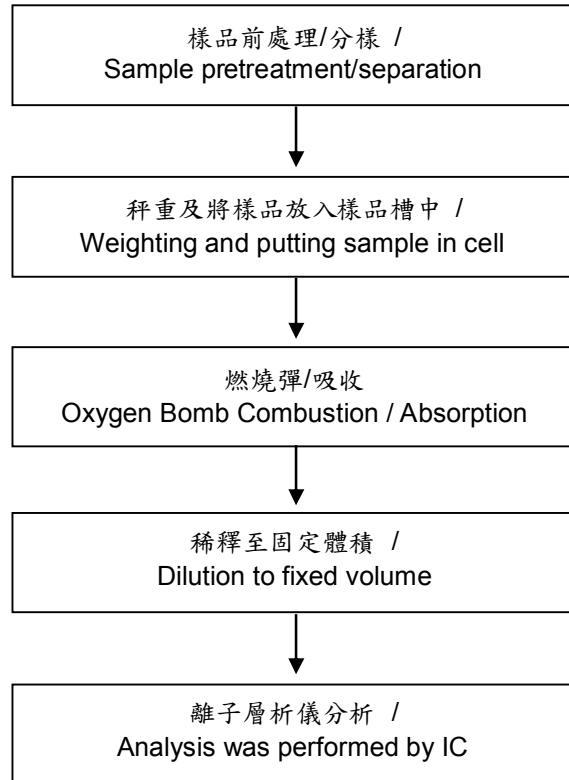 樣品前處理/分樣 /
Sample pretreatment/separation
秤重及將樣品放入樣品槽中 /
Weighting and putting sample in cell
燃燒彈/吸收
Oxygen Bomb Combustion / Absorption
稀釋至固定體積 /
Dilution to fixed volume
離子層析儀分析 /
Analysis was performed by IC